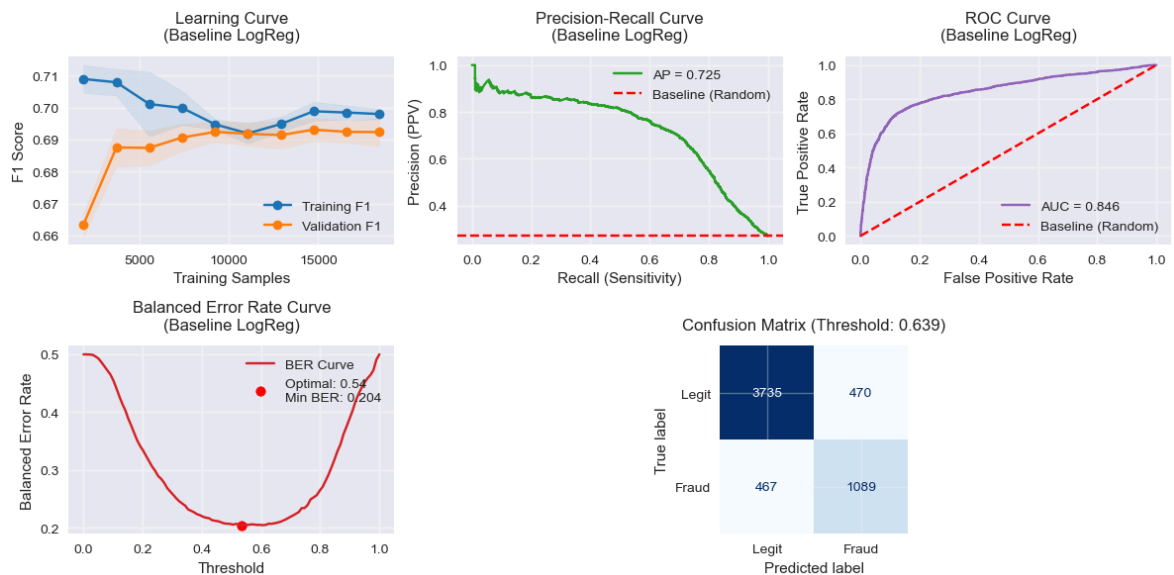 Learning Curve
(Baseline LogReg)
0.71
0.70
0.69
0.68
0.67
0.66
F1 Score
Training F1
Validation F1
5000 10000 15000
Training Samples
Precision-Recall Curve
(Baseline LogReg)
1.0
0.8
0.6
0.4
Precision (PPV)
AP = 0.725
Baseline (Random)
0.0 0.2 0.4 0.6 0.8 1.0
Recall (Sensitivity)
ROC Curve
(Baseline LogReg)
1.0
0.8
0.6
0.4
0.2
0.0
True Positive Rate
AUC = 0.846
Baseline (Random)
0.0 0.2 0.4 0.6 0.8 1.0
False Positive Rate
Balanced Error Rate Curve
(Baseline LogReg)
0.5
0.4
0.3
0.2
Balanced Error Rate
BER Curve
Optimal: 0.54
Min BER: 0.204
0.0 0.2 0.4 0.6 0.8 1.0
Threshold
Confusion Matrix (Threshold: 0.639)
True label
Legit 3735 470
Fraud 467 1089
Legit Fraud
Predicted label